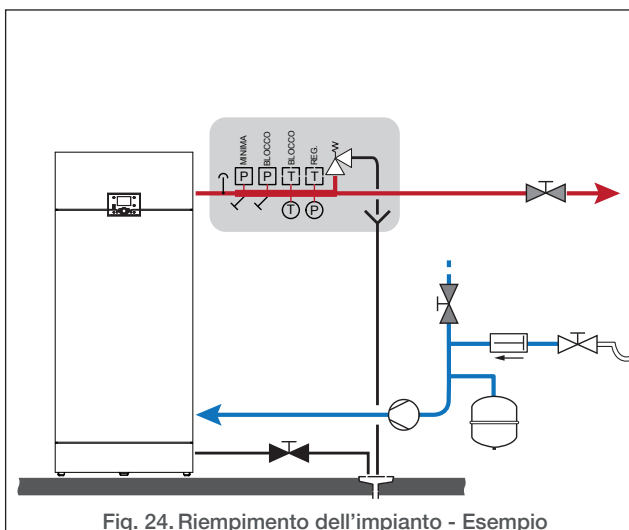 MINIMA
BLOCCO
BLOCCO
REG.
P
P
T
T
W
T
P
Fig. 24. Riempimento dell'impianto - Esempio